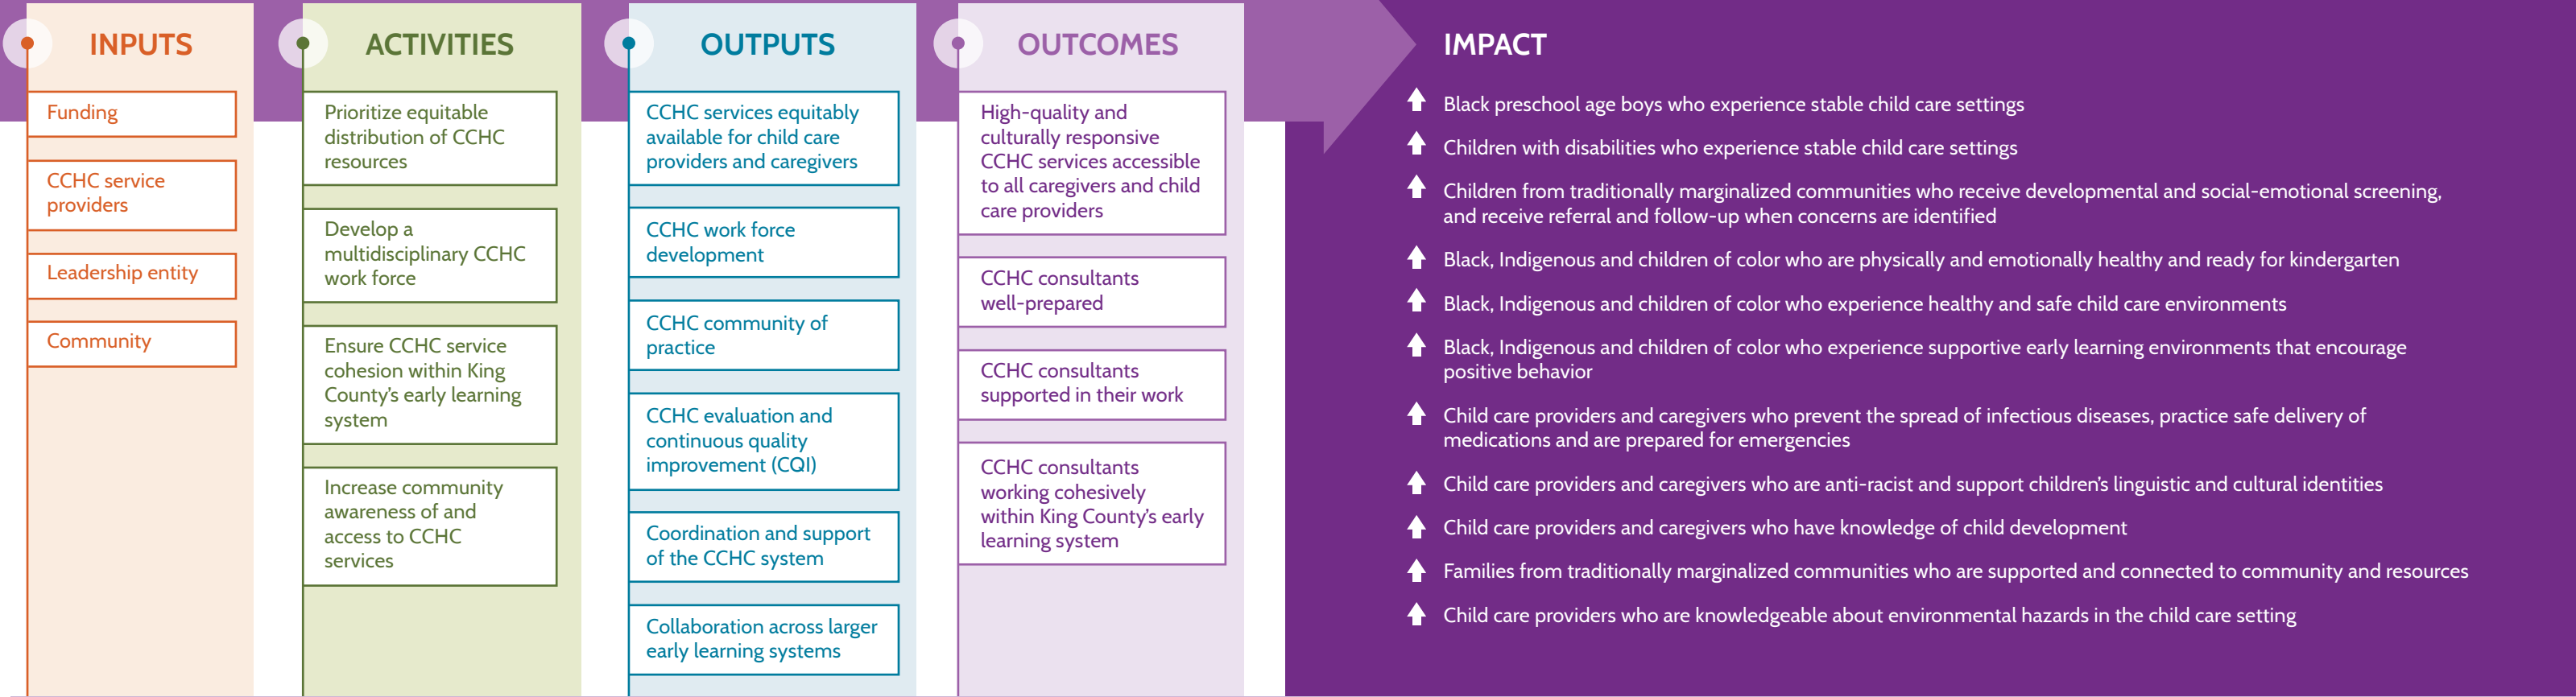 INPUTS
Funding
CCHC service
providers
Leadership entity
Community
ACTIVITIES
Prioritize equitable
distribution of CCHC
resources
Develop a
multidisciplinary CCHC
work force
Ensure CCHC service
cohesion within King
County's early learning
system
Increase community
awareness of and
access to CCHC
services
OUTPUTS
CCHC services equitably
available for child care
providers and caregivers
CCHC work force
development
CCHC community of
practice
CCHC evaluation and
continuous quality
improvement (CQI)
Coordination and support
of the CCHC system
Collaboration across larger
early learning systems
OUTCOMES
High-quality and
culturally responsive
CCHC services accessible
to all caregivers and child
care providers
CCHC consultants
well-prepared
CCHC consultants
supported in their work
CCHC consultants
working cohesively
within King County's early
learning system
IMPACT
Black preschool age boys who experience stable child care settings
Children with disabilities who experience stable child care settings
Children from traditionally marginalized communities who receive developmental and social-emotional screening,
and receive referral and follow-up when concerns are identified
Black, Indigenous and children of color who are physically and emotionally healthy and ready for kindergarten
Black, Indigenous and children of color who experience healthy and safe child care environments
Black, Indigenous and children of color who experience supportive early learning environments that encourage
positive behavior
Child care providers and caregivers who prevent the spread of infectious diseases, practice safe delivery of
medications and are prepared for emergencies
Child care providers and caregivers who are anti-racist and support children's linguistic and cultural identities
Child care providers and caregivers who have knowledge of child development
Families from traditionally marginalized communities who are supported and connected to community and resources
Child care providers who are knowledgeable about environmental hazards in the child care setting